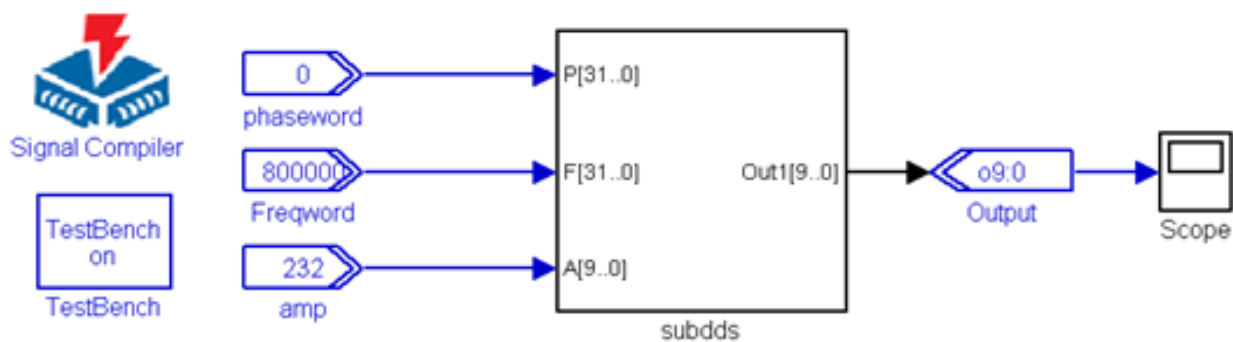 Signal Compiler
TestBench
on
TestBench
0
phaseword
800000
Freqword
232
amp
P[31..0]
F[31..0]
A[9..0]
Out1[9..0]
subdds
o9:0
Output
Scope